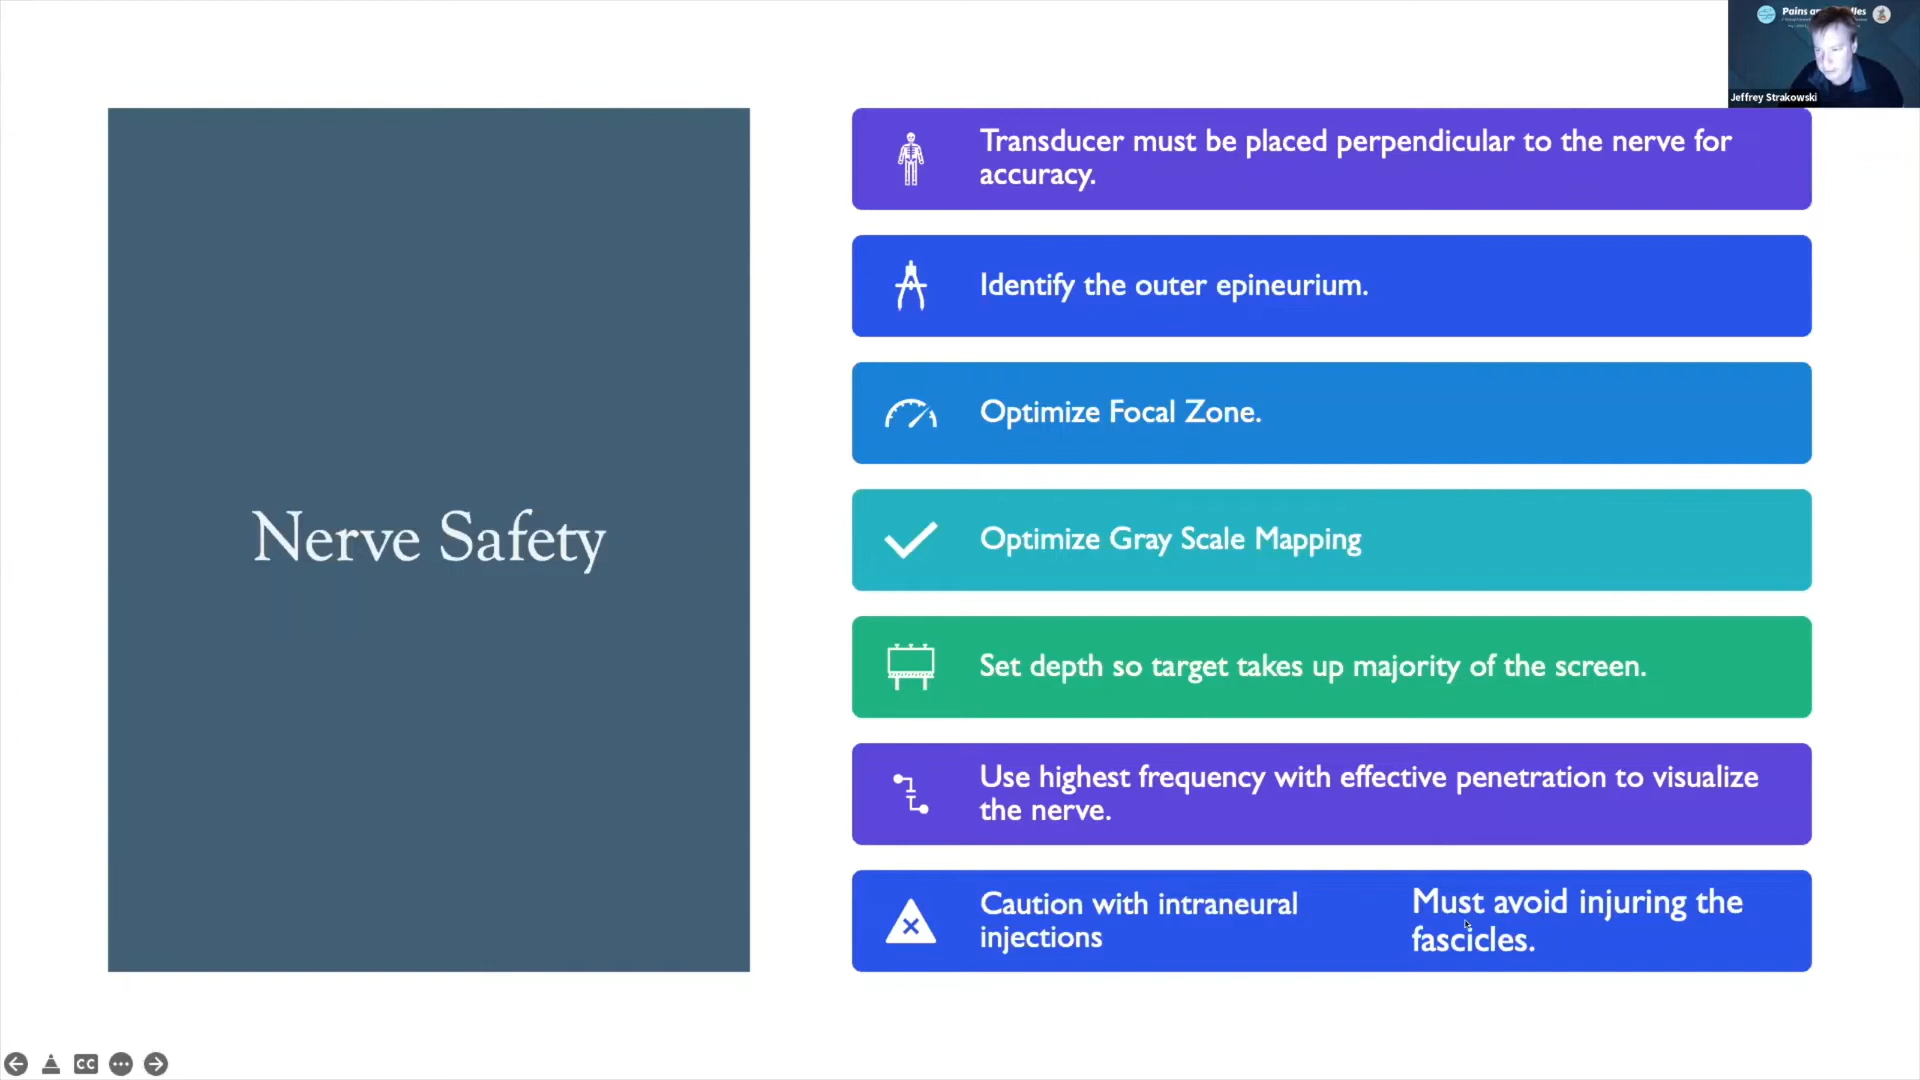 Jeffrey Strakowski
Nerve Safety
Transducer must be placed perpendicular to the nerve for
accuracy.
Identify the outer epineurium.
Optimize Focal Zone.
Optimize Gray Scale Mapping
Set depth so target takes up majority of the screen.
Use highest frequency with effective penetration to visualize
the nerve.
Caution with intraneural
injections
Must avoid injuring the
fascicles.
CC